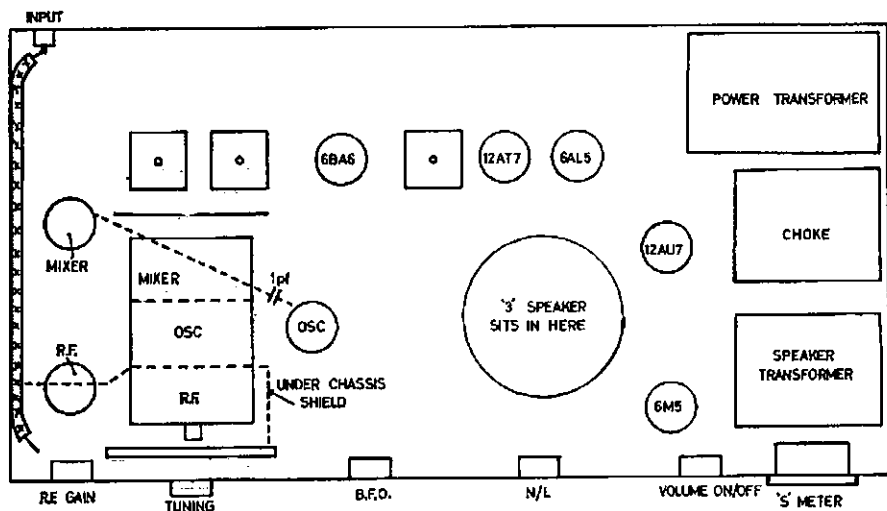 INPUT
POWER TRANSFORMER
6BA6
12AT7
6AL5
MIXER
MIXER
1pf
OSC
OSC
12AU7
CHOKE
'3' SPEAKER
SITS IN HERE
R.F.
R.F.
UNDER CHASSIS
SHIELD
6M5
SPEAKER
TRANSFORMER
R.F. GAIN
TUNING
B.F.O.
N/L
VOLUME ON/OFF
'S' METER